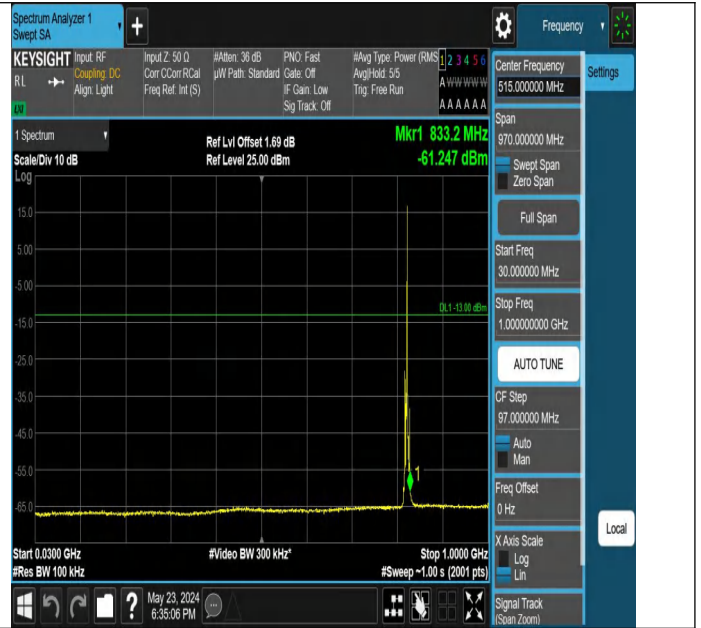 Spectrum Analyzer 1
Swept SA
+
Frequency
KEYSIGHT
RL
LXI
Input: RF
Coupling: DC
Align: Light
Input Z: 50 Ω
Corr CCorr RCal
Freq Ref: Int (S)
#Atten: 36 dB
µW Path: Standard
PNO: Fast
Gate: Off
IF Gain: Low
Sig Track: Off
#Avg Type: Power (RMS
Avg|Hold: 5/5
Trig: Free Run
1 2 3 4 5 6
A W W W W W
A A A A A A
1 Spectrum
Scale/Div 10 dB
Log
Ref Lvl Offset 1.69 dB
Ref Level 25.00 dBm
Mkr1 833.2 MHz
-61.247 dBm
15.0
5.00
-5.00
-15.0
-25.0
-35.0
-45.0
-55.0
-65.0
DL1 -13.00 dBm
1
Start 0.0300 GHz
#Res BW 100 kHz
#Video BW 300 kHz*
Stop 1.0000 GHz
#Sweep ~1.00 s (2001 pts)
Center Frequency
515.000000 MHz
Settings
Span
970.000000 MHz
Swept Span
Zero Span
Full Span
Start Freq
30.000000 MHz
Stop Freq
1.000000000 GHz
AUTO TUNE
CF Step
97.000000 MHz
Auto
Man
Freq Offset
0 Hz
X Axis Scale
Log
Lin
Local
Signal Track
(Span Zoom)
?
May 23, 2024
6:35:06 PM